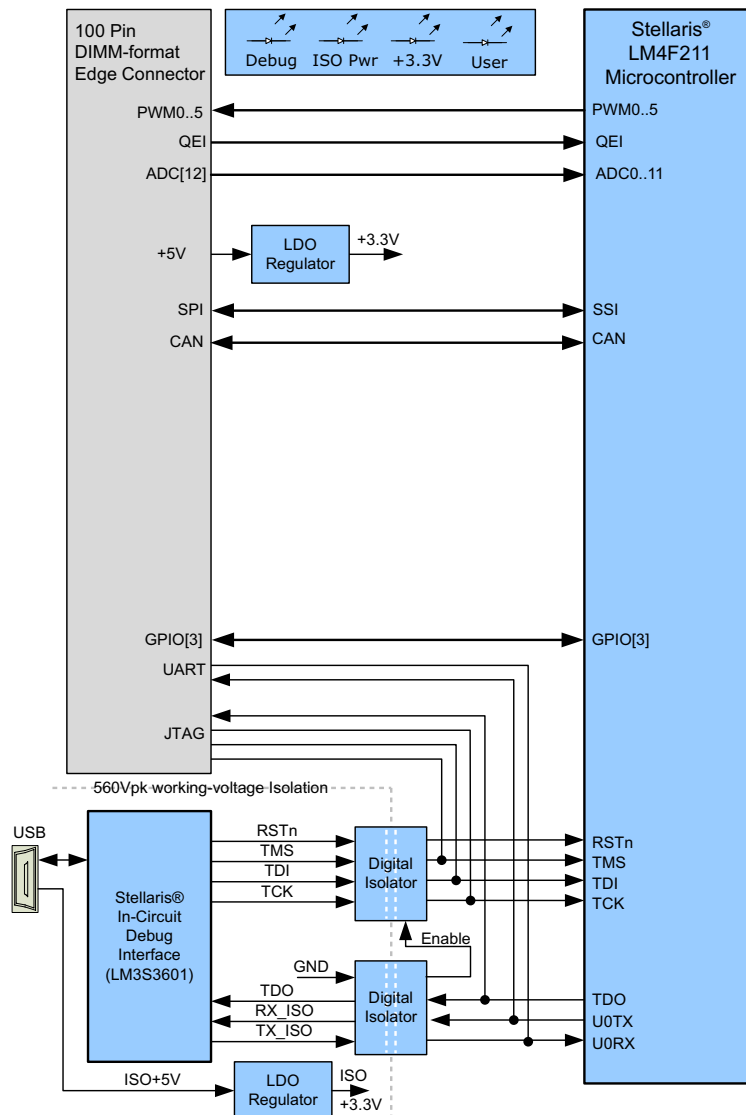 100 Pin
DIMM-format
Edge Connector
Debug
ISO Pwr
+3.3V
User
Stellaris®
LM4F211
Microcontroller
PWM0..5
PWM0..5
QEI
QEI
ADC[12]
ADC0..11
+5V
LDO
Regulator
+3.3V
SPI
SSI
CAN
CAN
GPIO[3]
GPIO[3]
UART
JTAG
560Vpk working-voltage Isolation
USB
Stellaris®
In-Circuit
Debug
Interface
(LM3S3601)
RSTn
TMS
TDI
TCK
Digital
Isolator
RSTn
TMS
TDI
TCK
Enable
GND
TDO
RX_ISO
TX_ISO
Digital
Isolator
TDO
U0TX
U0RX
ISO+5V
LDO
Regulator
ISO
+3.3V